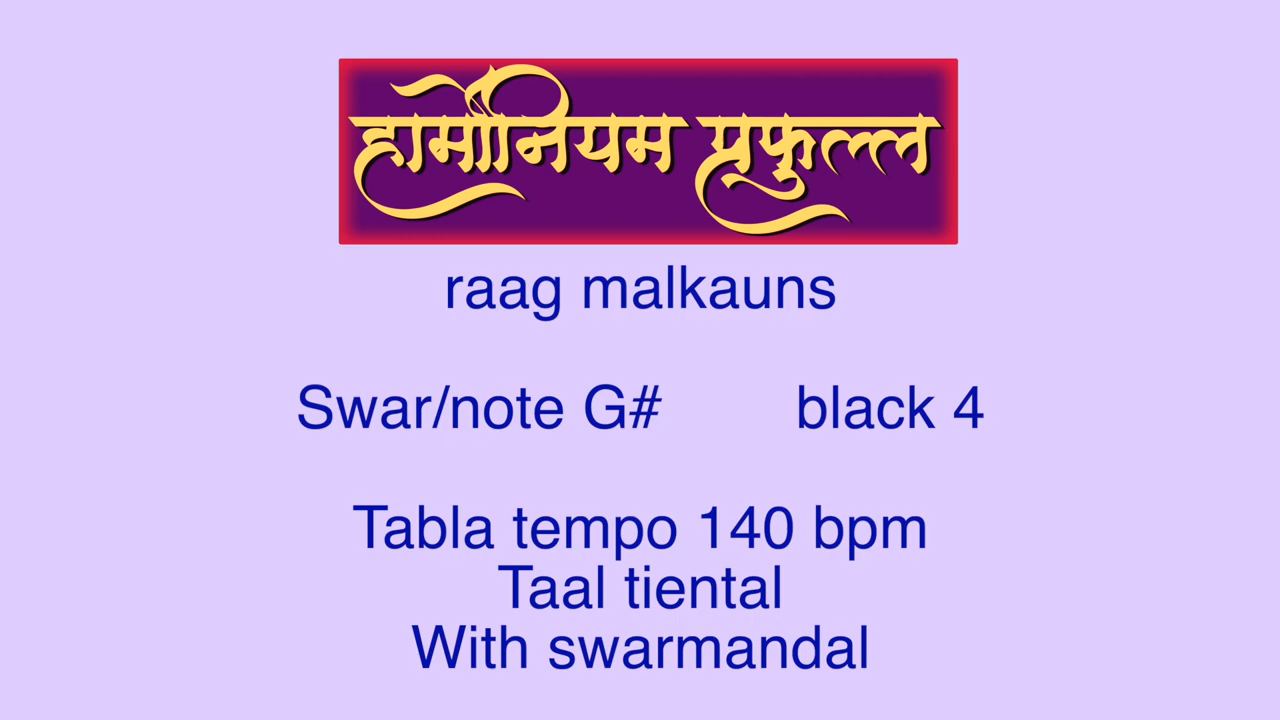 हार्मोनियम प्रफुल्ल
raag malkauns
Swar/note G# black 4
Tabla tempo 140 bpm
Taal tiental
With swarmandal